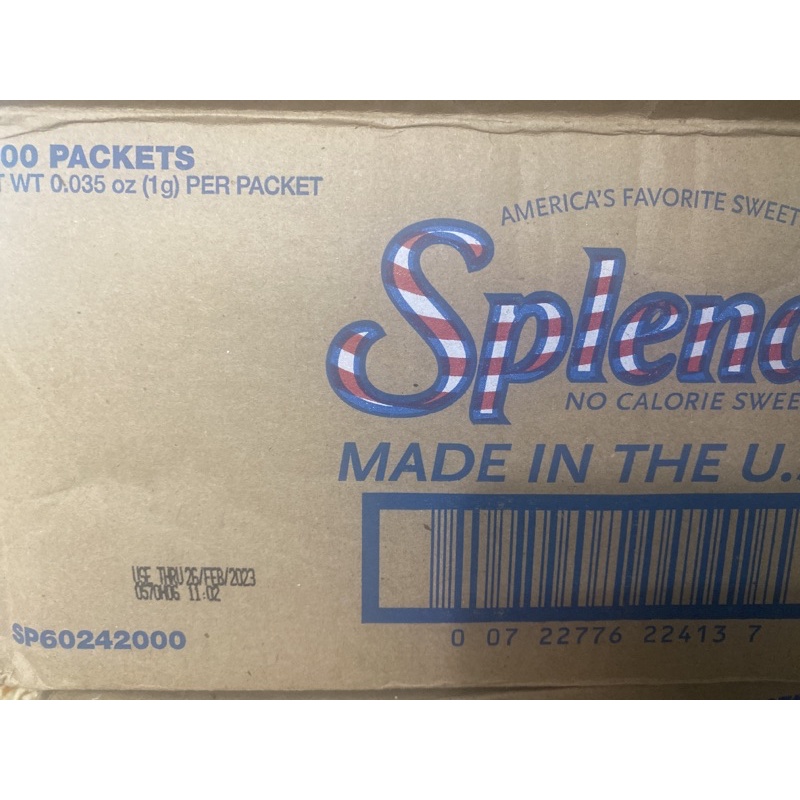 00 PACKETS
T WT 0.035 oz (1g) PER PACKET
AMERICA'S FAVORITE SWEET
Splend
NO CALORIE SWEE
MADE IN THE U.S
USE THRU 26/FEB/2023
0570H06 11:02
SP60242000
0 07 22776 22413 7